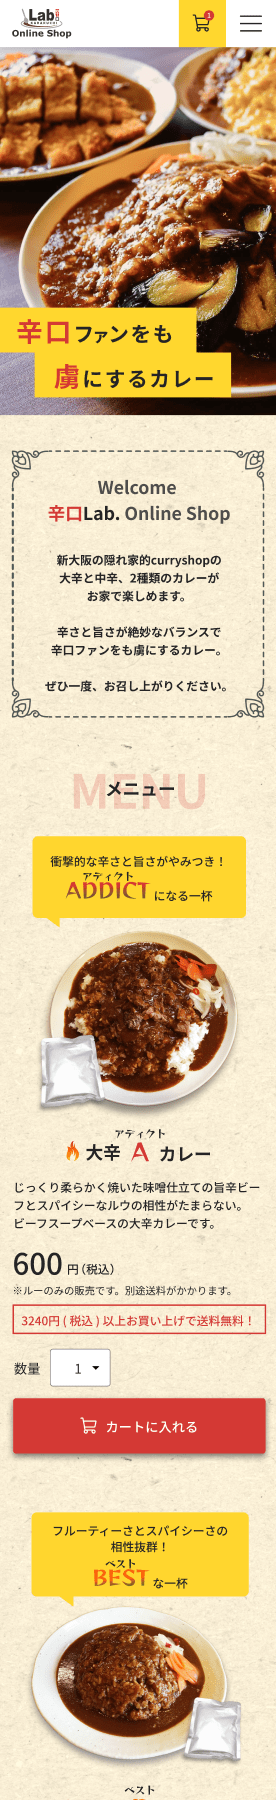 Lab.
KARAKUCHI
Online Shop
1
辛口ファンをも
虜にするカレー
Welcome
辛口Lab. Online Shop
新大阪の隠れ家的curryshopの
大辛と中辛、2種類のカレーが
お家で楽しめます。
辛さと旨さが絶妙なバランスで
辛口ファンをも虜にするカレー。
ぜひ一度、お召し上がりください。
MENU
メニュー
衝撃的な辛さと旨さがやみつき！
アディクト
ADDICT になる一杯
アディクト
大辛 A カレー
じっくり柔らかく焼いた味噌仕立ての旨辛ビー
フとスパイシーなルウの相性がたまらない。
ビーフスープベースの大辛カレーです。
600 円（税込）
※ルーのみの販売です。別途送料がかかります。
3240円 ( 税込 ) 以上お買い上げで送料無料！
数量 1
カートに入れる
フルーティーさとスパイシーさの
相性抜群！
ベスト
BEST な一杯
ベスト